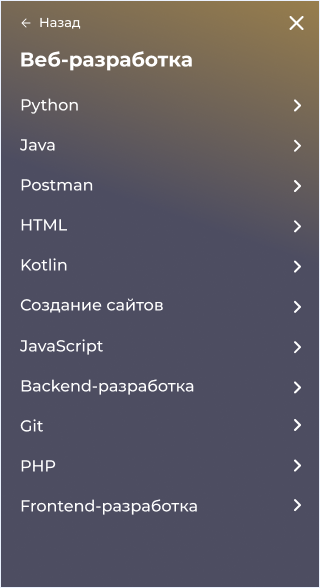 Назад
Веб-разработка
Python
Java
Postman
HTML
Kotlin
Создание сайтов
JavaScript
Backend-разработка
Git
PHP
Frontend-разработка